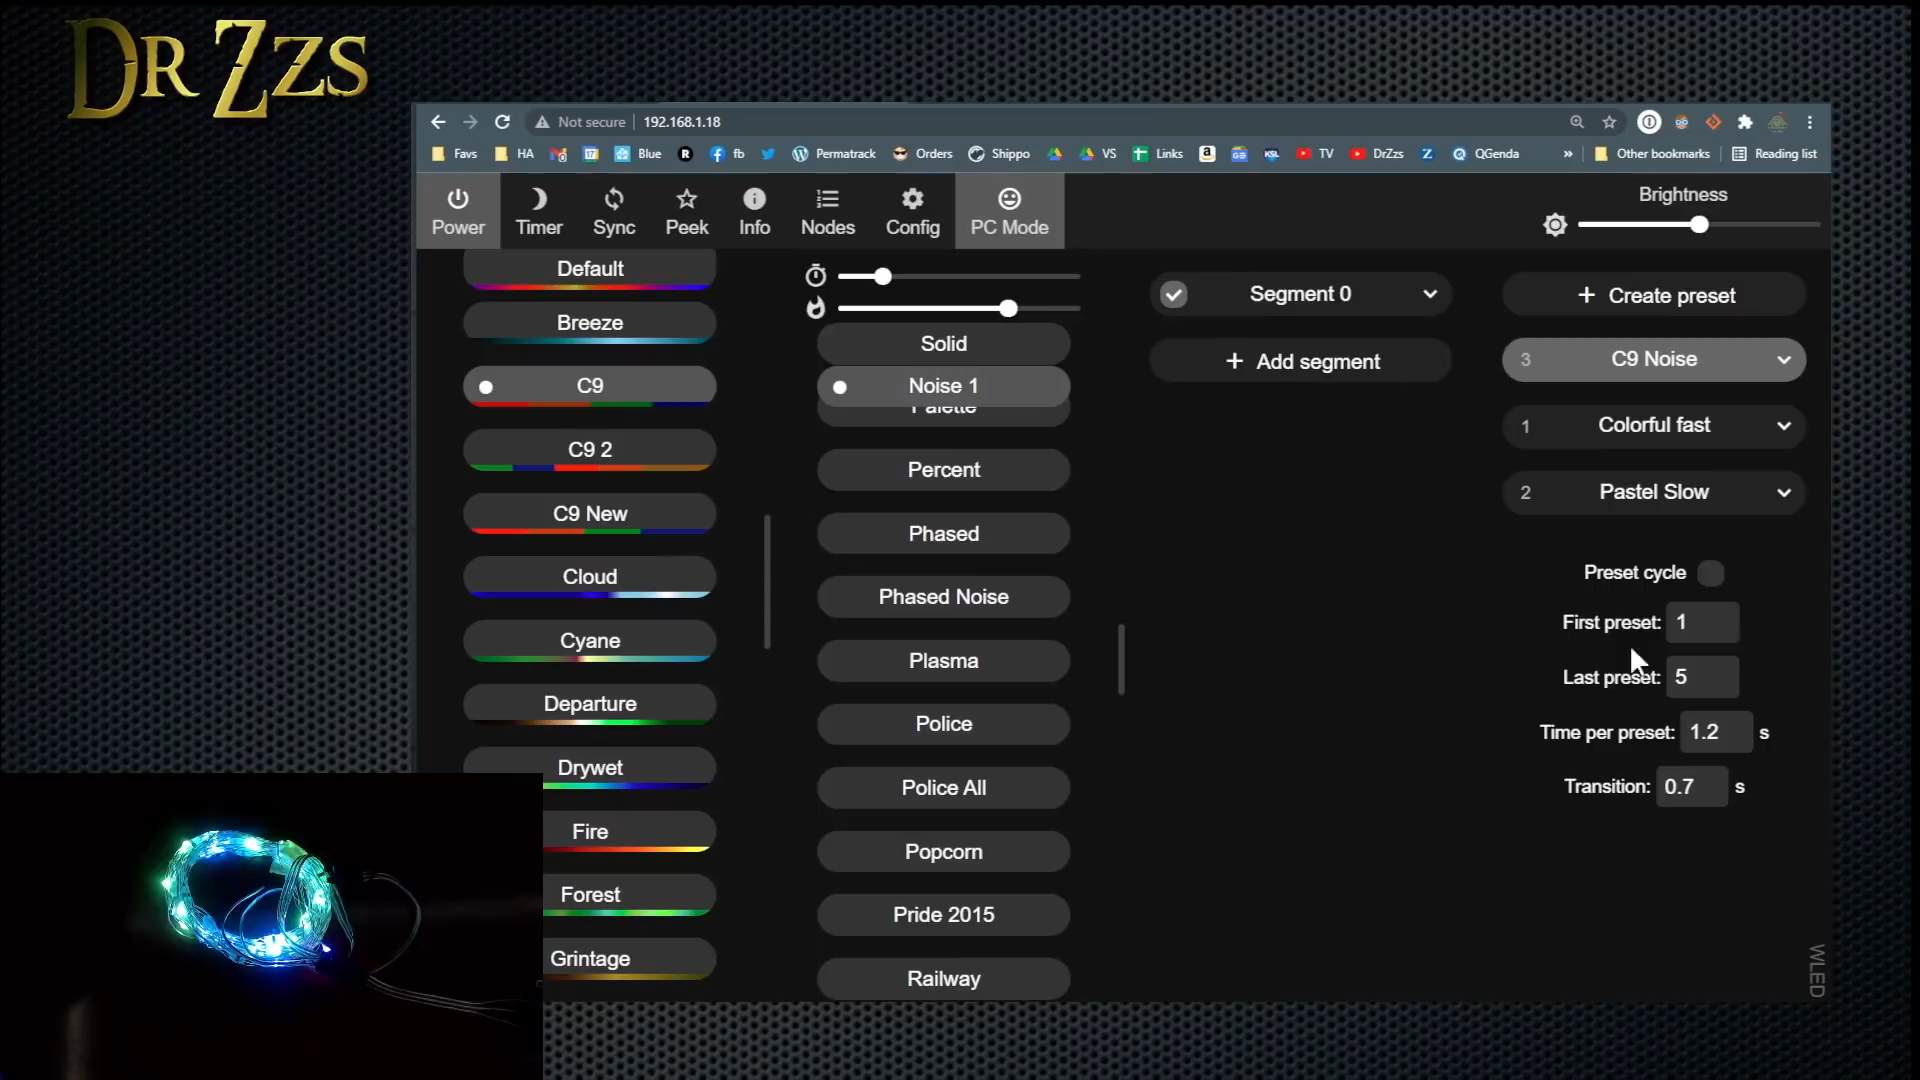 DR ZZS
Not secure
192.168.1.18
Favs
HA
Blue
fb
Permatrack
Orders
Shippo
VS
Links
KSL
TV
DrZzs
QGenda
»
Other bookmarks
Reading list
Power
Timer
Sync
Peek
Info
Nodes
Config
PC Mode
Brightness
Default
Breeze
C9
C9 2
C9 New
Cloud
Cyane
Departure
Drywet
Fire
Forest
Grintage
Solid
Noise 1
Palette
Percent
Phased
Phased Noise
Plasma
Police
Police All
Popcorn
Pride 2015
Railway
Segment 0
+ Add segment
+ Create preset
3 C9 Noise
1 Colorful fast
2 Pastel Slow
Preset cycle
First preset: 1
Last preset: 5
Time per preset: 1.2 s
Transition: 0.7 s
WLED